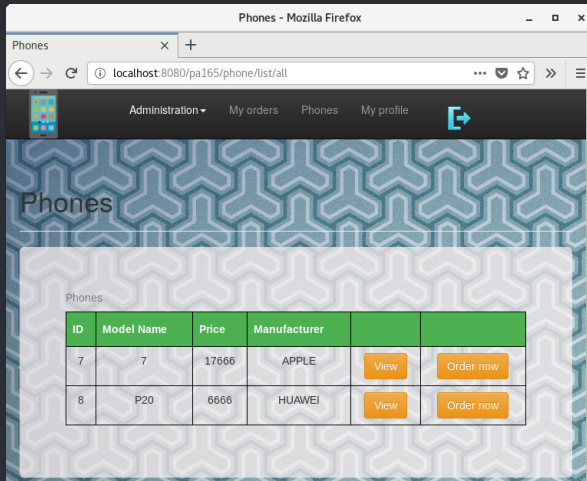 Phones - Mozilla Firefox
Phones
localhost:8080/pa165/phone/list/all
Administration My orders Phones My profile
Phones
Phones
ID Model Name Price Manufacturer
7 7 17666 APPLE View Order now
8 P20 6666 HUAWEI View Order now